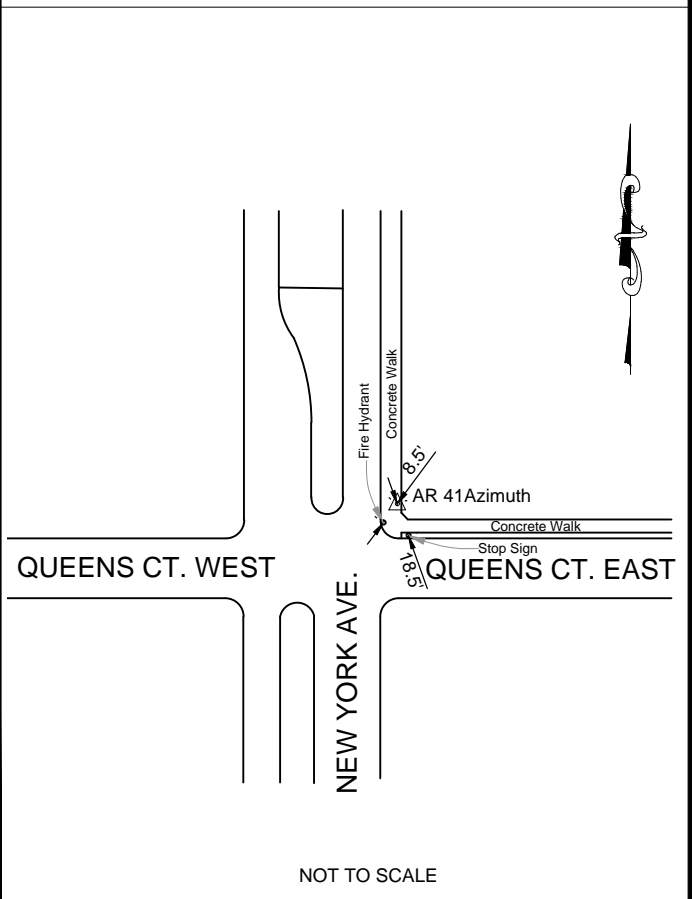 Fire Hydrant
Concrete Walk
8.5'
AR 41Azimuth
Concrete Walk
Stop Sign
QUEENS CT. WEST
18.5'
QUEENS CT. EAST
NEW YORK AVE.
NOT TO SCALE